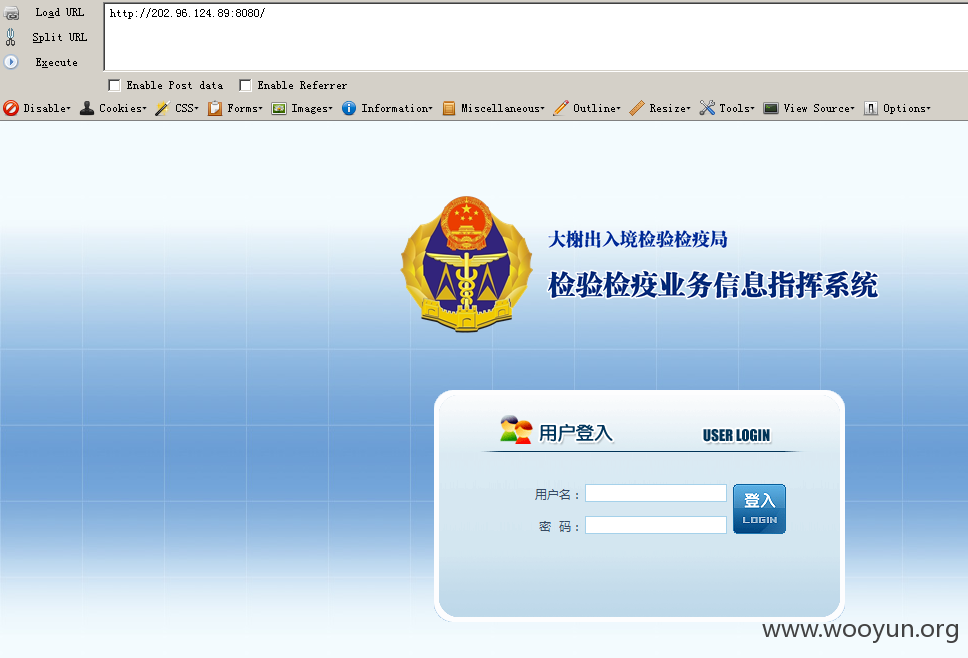 Load URL
http://202.96.124.89:8080/
Split URL
Execute
Enable Post data Enable Referrer
Disable Cookies CSS Forms Images Information Miscellaneous Outline Resize Tools View Source Options
大榭出入境检验检疫局
检验检疫业务信息指挥系统
用户登入 USER LOGIN
用户名：
密 码：
登入
LOGIN
www.wooyun.org